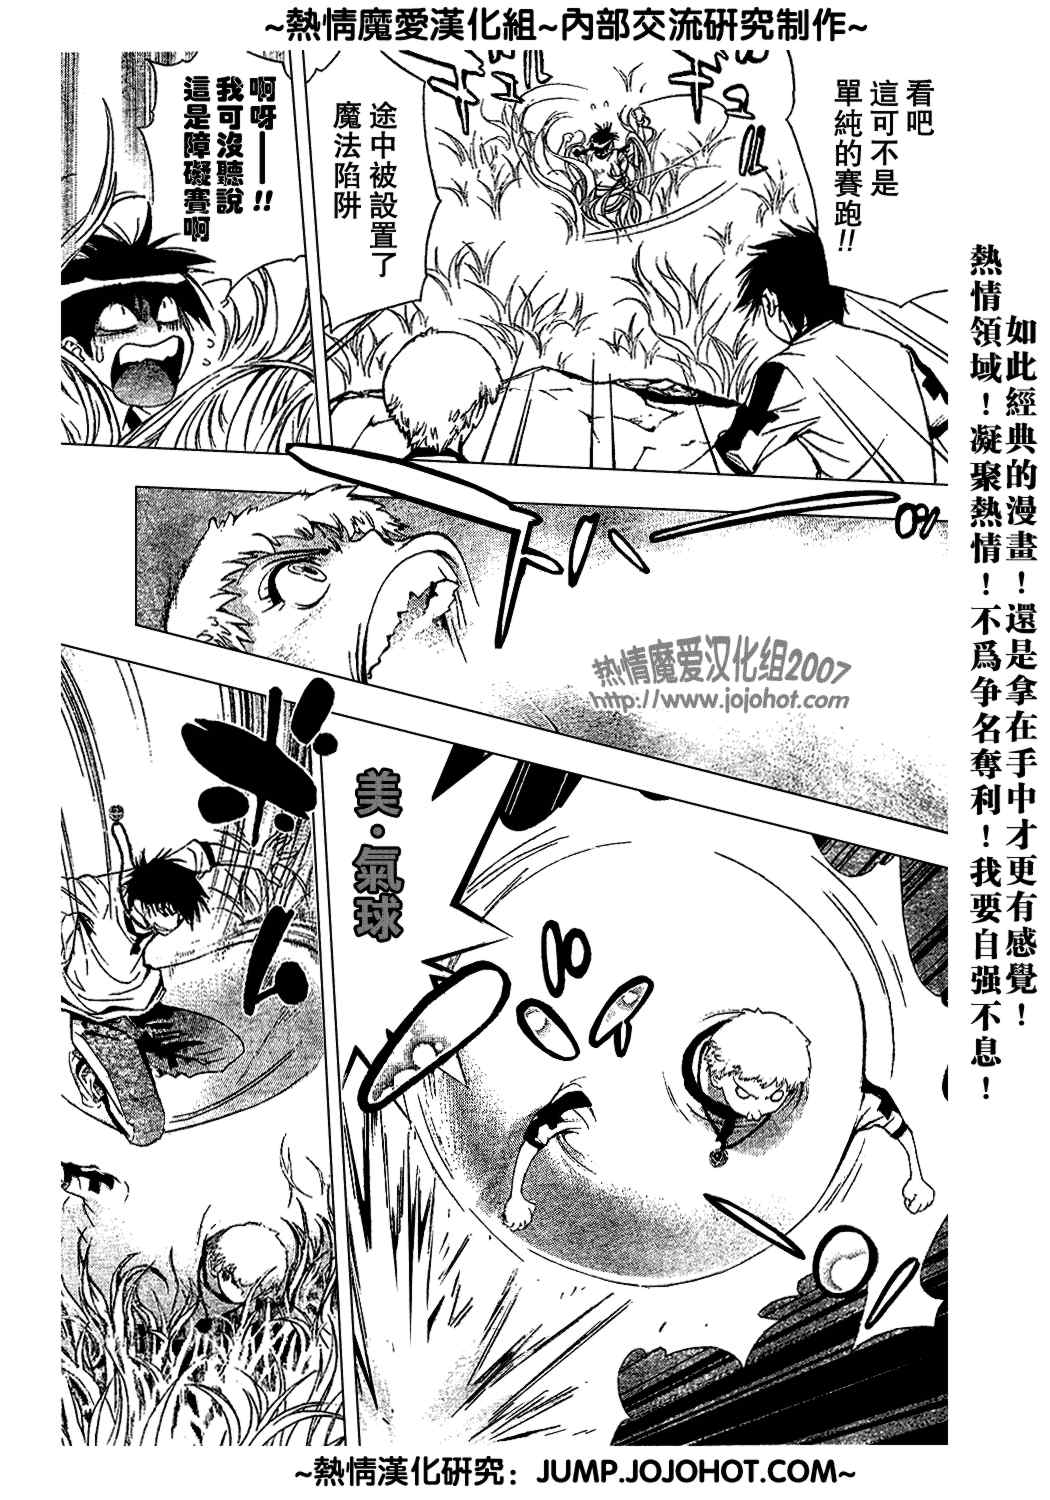 ~熱情魔愛漢化組~內部交流研究制作~
看吧
這可不是
單純的賽跑!!
途中被設置了
魔法陷阱
啊呀——!!
我可沒聽說
這是障礙賽啊
熱情魔爱汉化组2007
http://www.jojohot.com
美·氣球
如此經典的漫畫！還是拿在手中才更有感覺！
熱情領域！凝聚熱情！不爲争名奪利！我要自强不息！
~熱情漢化研究：JUMP.JOJOHOT.COM~